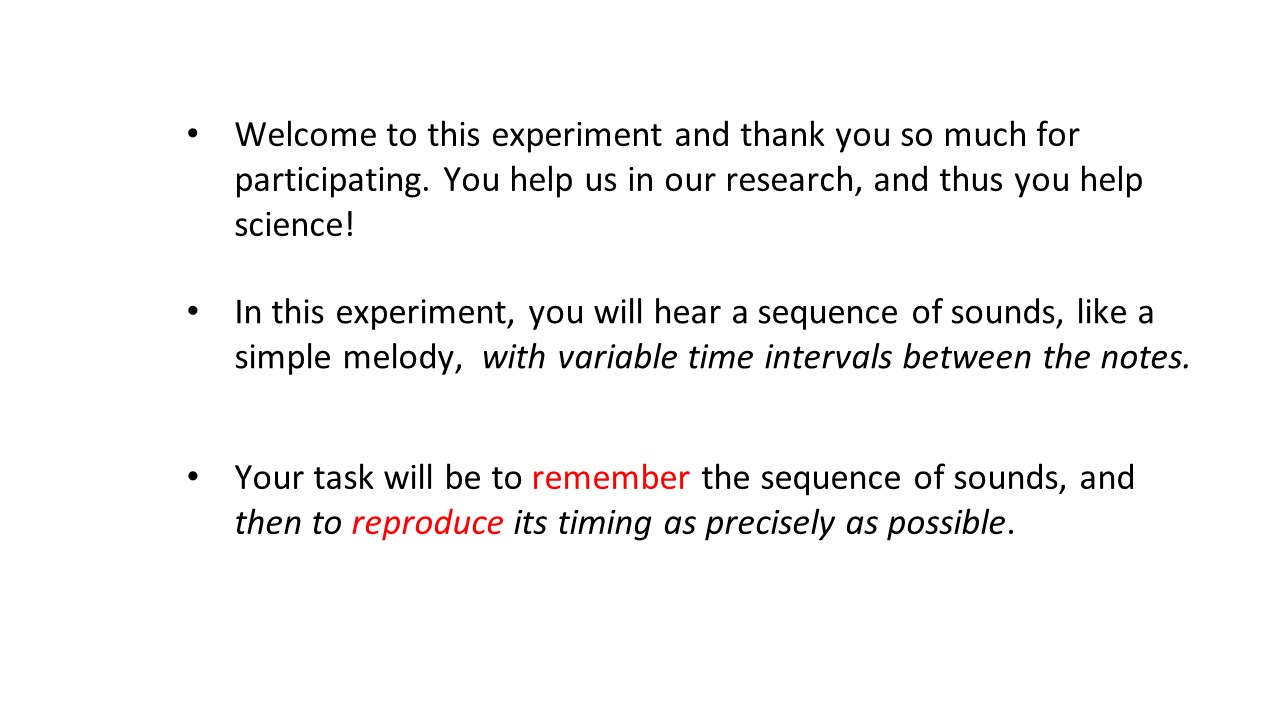 • Welcome to this experiment and thank you so much for
participating. You help us in our research, and thus you help
science!
• In this experiment, you will hear a sequence of sounds, like a
simple melody, with variable time intervals between the notes.
• Your task will be to remember the sequence of sounds, and
then to reproduce its timing as precisely as possible.